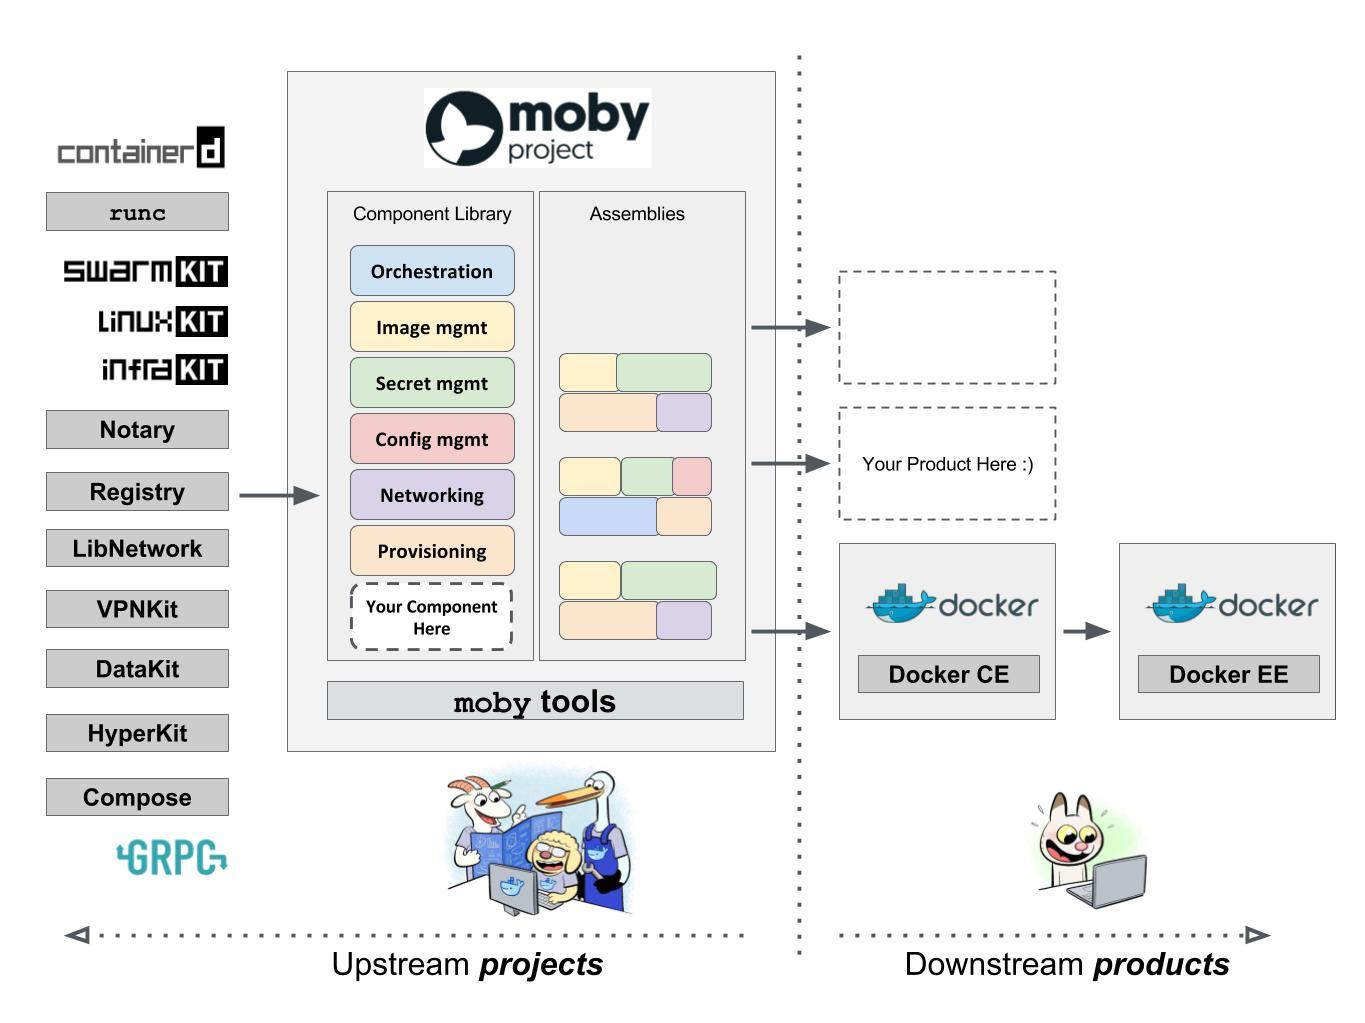 containerd
runc
swarmKIT
LinuxKIT
infraKIT
Notary
Registry
LibNetwork
VPNKit
DataKit
HyperKit
Compose
GRPC
moby
project
Component Library
Orchestration
Image mgmt
Secret mgmt
Config mgmt
Networking
Provisioning
Your Component
Here
Assemblies
moby tools
Your Product Here :)
docker
Docker CE
docker
Docker EE
Upstream projects
Downstream products